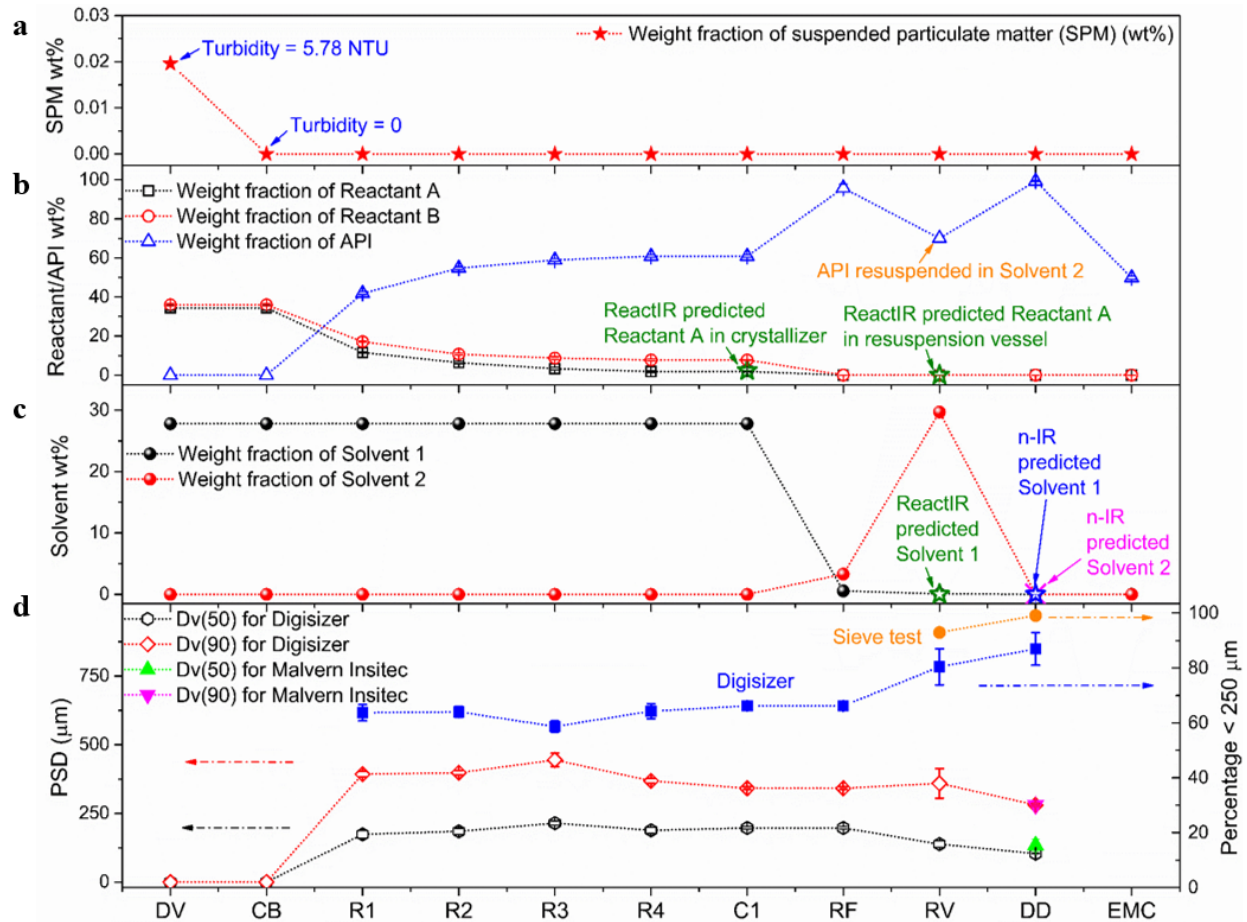 a
0.03
0.02
0.01
0.00
SPM wt%
Turbidity = 5.78 NTU
Turbidity = 0
Weight fraction of suspended particulate matter (SPM) (wt%)
b
100
80
60
40
20
0
Reactant/API wt%
Weight fraction of Reactant A
Weight fraction of Reactant B
Weight fraction of API
API resuspended in Solvent 2
ReactIR predicted
Reactant A in crystallizer
ReactIR predicted Reactant A
in resuspension vessel
c
30
20
10
0
Solvent wt%
Weight fraction of Solvent 1
Weight fraction of Solvent 2
ReactIR
predicted
Solvent 1
n-IR
predicted
Solvent 1
n-IR
predicted
Solvent 2
d
750
500
250
0
PSD (μm)
Dv(50) for Digisizer
Dv(90) for Digisizer
Dv(50) for Malvern Insitec
Dv(90) for Malvern Insitec
Digisizer
Sieve test
100
80
60
40
20
0
Percentage < 250 μm
DV CB R1 R2 R3 R4 C1 RF RV DD EMC